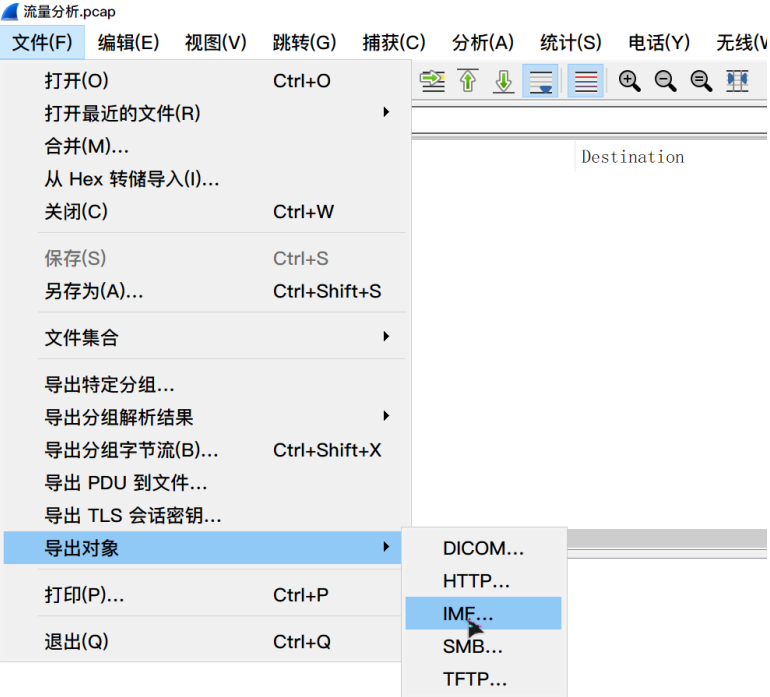 流量分析.pcap
文件(F) 编辑(E) 视图(V) 跳转(G) 捕获(C) 分析(A) 统计(S) 电话(Y) 无线(W
打开(O) Ctrl+O
打开最近的文件(R)
合并(M)...
从 Hex 转储导入(I)...
关闭(C) Ctrl+W
保存(S) Ctrl+S
另存为(A)... Ctrl+Shift+S
文件集合
导出特定分组...
导出分组解析结果
导出分组字节流(B)... Ctrl+Shift+X
导出 PDU 到文件...
导出 TLS 会话密钥...
导出对象
打印(P)... Ctrl+P
退出(Q) Ctrl+Q
Destination
DICOM...
HTTP...
IMF...
SMB...
TFTP...